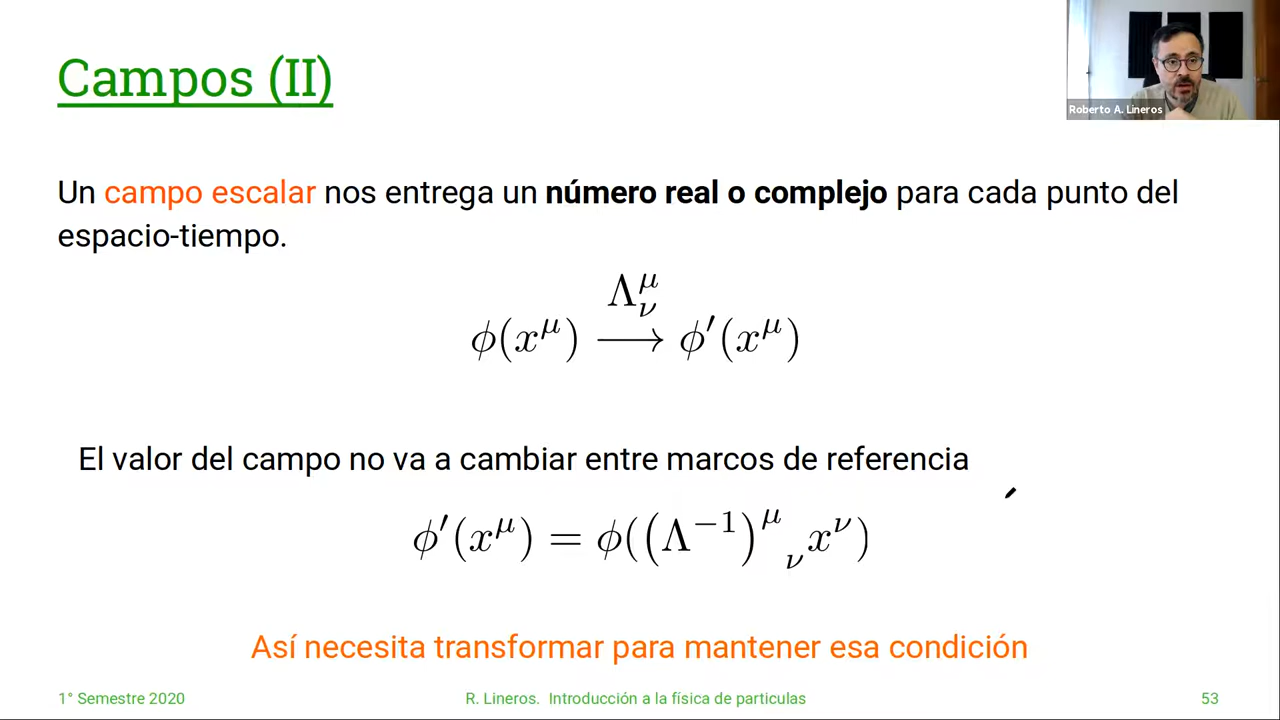 Campos (II)
Roberto A. Lineros
Un campo escalar nos entrega un número real o complejo para cada punto del
espacio-tiempo.
Λ^μ_ν
ϕ(x^μ) ⟶ ϕ′(x^μ)
El valor del campo no va a cambiar entre marcos de referencia
ϕ′(x^μ) = ϕ((Λ^−1)^μ_ν x^ν)
Así necesita transformar para mantener esa condición
1° Semestre 2020
R. Lineros. Introducción a la física de particulas
53